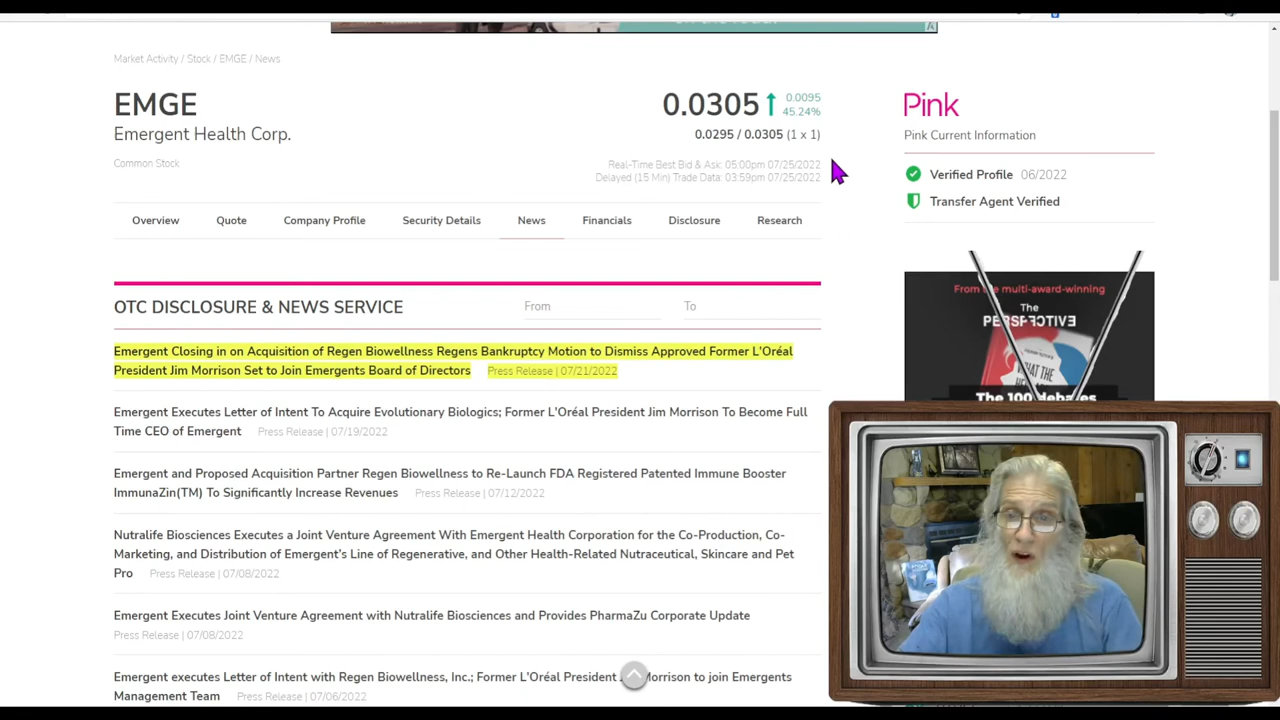 Market Activity / Stock / EMGE / News
EMGE
Emergent Health Corp.
Common Stock
0.0305
0.0095
45.24%
0.0295 / 0.0305 (1 x 1)
Real-Time Best Bid & Ask: 05:00pm 07/25/2022
Delayed (15 Min) Trade Data: 03:59pm 07/25/2022
Pink
Pink Current Information
Verified Profile 06/2022
Transfer Agent Verified
Overview Quote Company Profile Security Details News Financials Disclosure Research
OTC DISCLOSURE & NEWS SERVICE From To
Emergent Closing in on Acquisition of Regen Biowellness Regens Bankruptcy Motion to Dismiss Approved Former L'Oréal
President Jim Morrison Set to Join Emergents Board of Directors Press Release | 07/21/2022
Emergent Executes Letter of Intent To Acquire Evolutionary Biologics; Former L'Oréal President Jim Morrison To Become Full
Time CEO of Emergent Press Release | 07/19/2022
Emergent and Proposed Acquisition Partner Regen Biowellness to Re-Launch FDA Registered Patented Immune Booster
ImmunaZin(TM) To Significantly Increase Revenues Press Release | 07/12/2022
Nutralife Biosciences Executes a Joint Venture Agreement With Emergent Health Corporation for the Co-Production, Co-
Marketing, and Distribution of Emergent's Line of Regenerative, and Other Health-Related Nutraceutical, Skincare and Pet
Pro Press Release | 07/08/2022
Emergent Executes Joint Venture Agreement with Nutralife Biosciences and Provides PharmaZu Corporate Update
Press Release | 07/08/2022
Emergent executes Letter of Intent with Regen Biowellness, Inc.; Former L'Oréal President Morrison to join Emergents
Management Team Press Release | 07/06/2022
From the multi-award-winning
The
PERSPECTIVE
WHAT
THE
The 100 debates